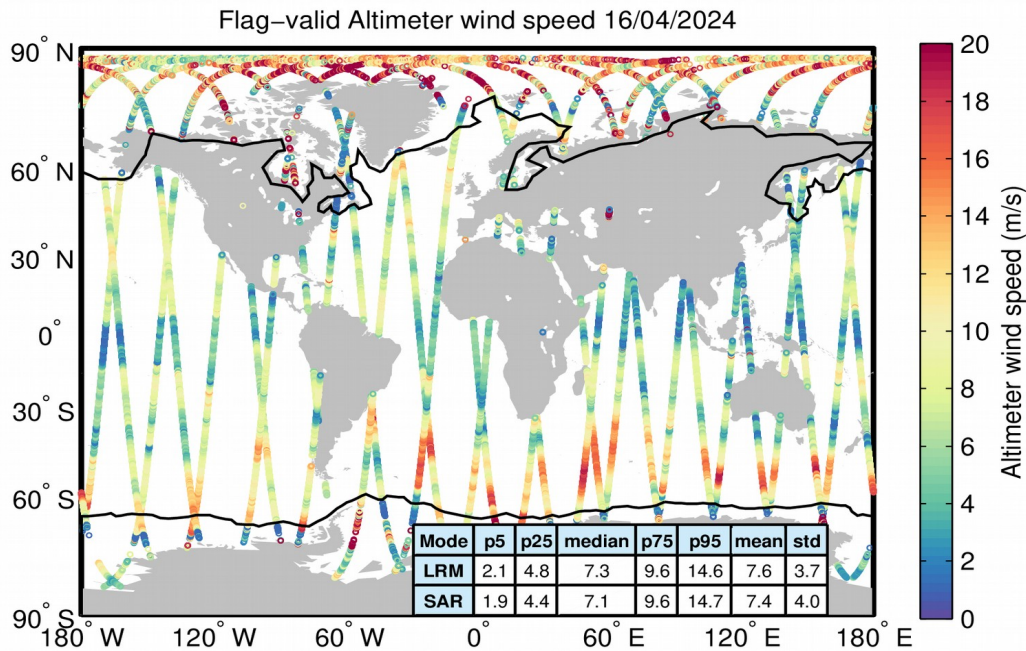 Flag−valid Altimeter wind speed 16/04/2024
90° N
60° N
30° N
0°
30° S
60° S
90° S
180° W
120° W
60° W
0°
60° E
120° E
180° E
Mode p5 p25 median p75 p95 mean std
LRM 2.1 4.8 7.3 9.6 14.6 7.6 3.7
SAR 1.9 4.4 7.1 9.6 14.7 7.4 4.0
20
18
16
14
12
10
8
6
4
2
0
Altimeter wind speed (m/s)